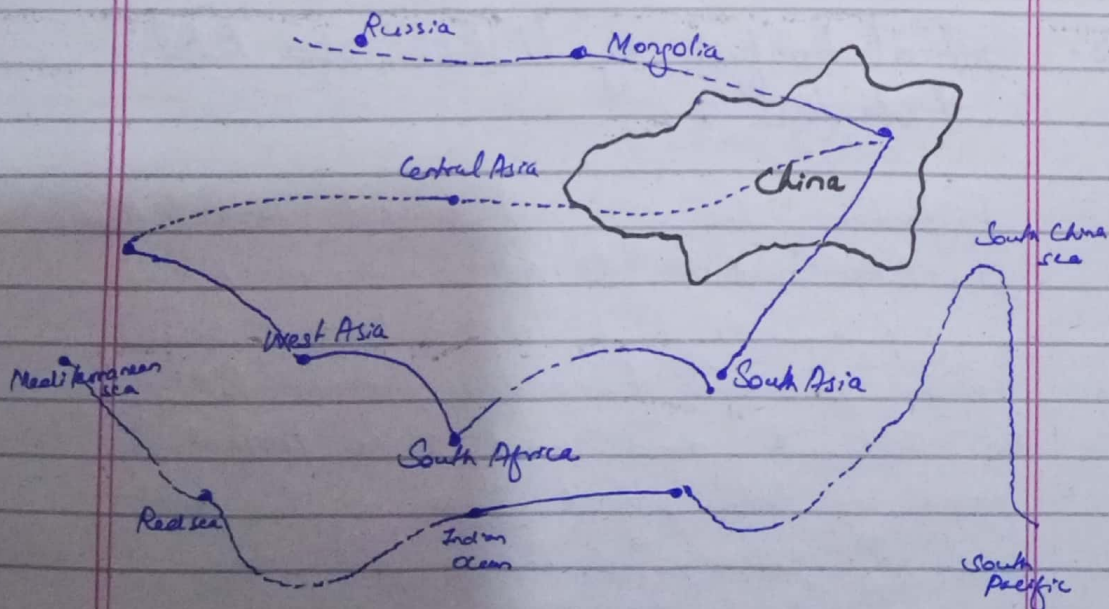 Russia
Mongolia
Central Asia
China
South China
sea
West Asia
Mediterranean
sea
South Asia
South Africa
Red sea
Indian
Ocean
South
Pacific